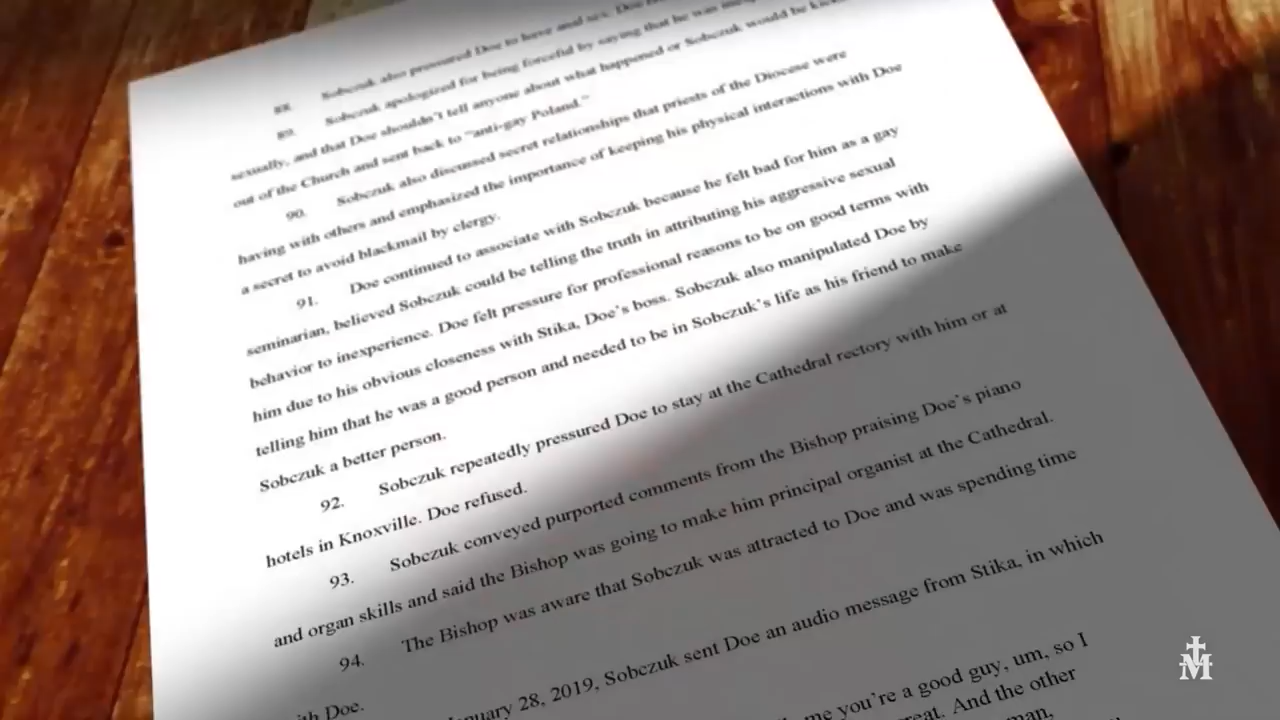 88. Sobczuk also pressured Doe to have anal sex. Doe
89. Sobczuk apologized for being forceful by saying that he was
sexually, and that Doe shouldn't tell anyone about what happened or Sobczuk would be
out of the Church and sent back to "anti-gay Poland."
90. Sobczuk also discussed secret relationships that priests of the Diocese were
having with others and emphasized the importance of keeping his physical interactions with Doe
a secret to avoid blackmail by clergy.
91. Doe continued to associate with Sobczuk because he felt bad for him as a gay
seminarian, believed Sobczuk could be telling the truth in attributing his aggressive sexual
behavior to inexperience. Doe felt pressure for professional reasons to be on good terms with
him due to his obvious closeness with Stika, Doe's boss. Sobczuk also manipulated Doe by
telling him that he was a good person and needed to be in Sobczuk's life as his friend to make
Sobczuk a better person.
92. Sobczuk repeatedly pressured Doe to stay at the Cathedral rectory with him or at
hotels in Knoxville. Doe refused.
93. Sobczuk conveyed purported comments from the Bishop praising Doe's piano
and organ skills and said the Bishop was going to make him principal organist at the Cathedral.
94. The Bishop was aware that Sobczuk was attracted to Doe and was spending time
with Doe.
28, 2019, Sobczuk sent Doe an audio message from Stika, in which
me you're a good guy, um, so I
And the other
man,